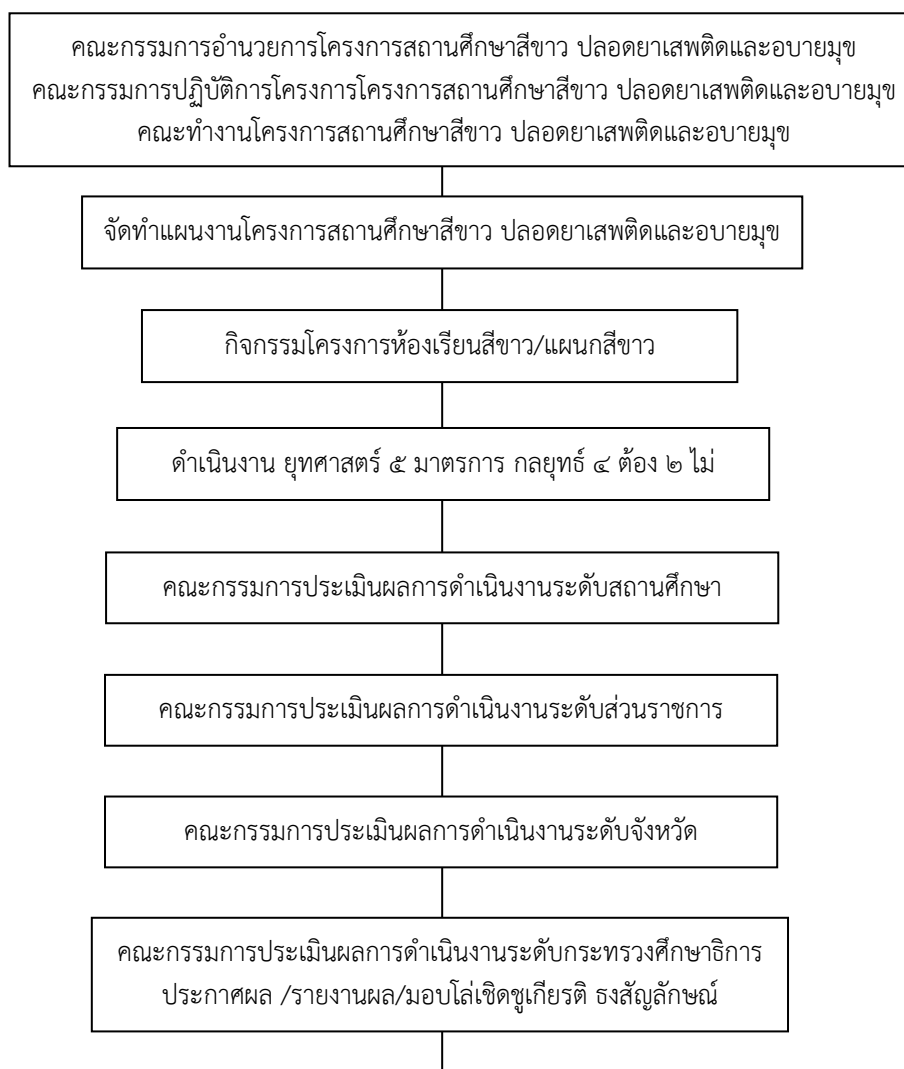 คณะกรรมการอำนวยการโครงการสถานศึกษาสีขาว ปลอดยาเสพติดและอบายมุข
คณะกรรมการปฏิบัติการโครงการโครงการสถานศึกษาสีขาว ปลอดยาเสพติดและอบายมุข
คณะทำงานโครงการสถานศึกษาสีขาว ปลอดยาเสพติดและอบายมุข
จัดทำแผนงานโครงการสถานศึกษาสีขาว ปลอดยาเสพติดและอบายมุข
กิจกรรมโครงการห้องเรียนสีขาว/แผนกสีขาว
ดำเนินงาน ยุทศาสตร์ ๕ มาตรการ กลยุทธ์ ๔ ต้อง ๒ ไม่
คณะกรรมการประเมินผลการดำเนินงานระดับสถานศึกษา
คณะกรรมการประเมินผลการดำเนินงานระดับส่วนราชการ
คณะกรรมการประเมินผลการดำเนินงานระดับจังหวัด
คณะกรรมการประเมินผลการดำเนินงานระดับกระทรวงศึกษาธิการ
ประกาศผล /รายงานผล/มอบโล่เชิดชูเกียรติ ธงสัญลักษณ์